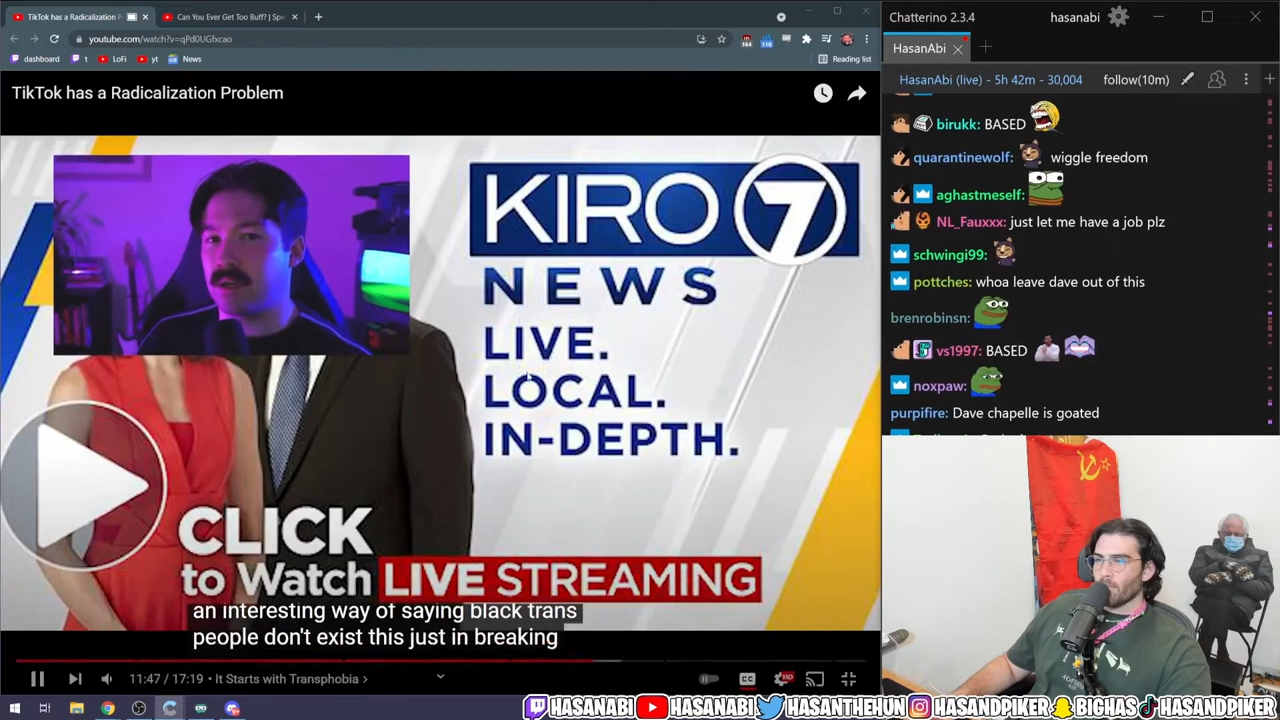 TikTok has a Radicalization P
Can You Ever Get Too Buff? | Spe
youtube.com/watch?v=qPd0UGfxcao
164
110
dashboard
t
LoFi
yt
News
Reading list
TikTok has a Radicalization Problem
KIRO 7
NEWS
LIVE.
LOCAL.
IN-DEPTH.
CLICK
to Watch LIVE STREAMING
an interesting way of saying black trans
people don't exist this just in breaking
11:47 / 17:19 • It Starts with Transphobia >
CC
HD
Chatterino 2.3.4
hasanabi
HasanAbi
HasanAbi (live) - 5h 42m - 30,004
follow(10m)
birukk: BASED
quarantinewolf: wiggle freedom
aghastmeself:
NL_Fauxxx: just let me have a job plz
schwingi99:
pottches: whoa leave dave out of this
brenrobinsn:
vs1997: BASED
noxpaw:
purpifire: Dave chapelle is goated
HASANABI
HASANABI
HASANTHEHUN
HASANDPIKER
BIGHAS
HASANDPIKER